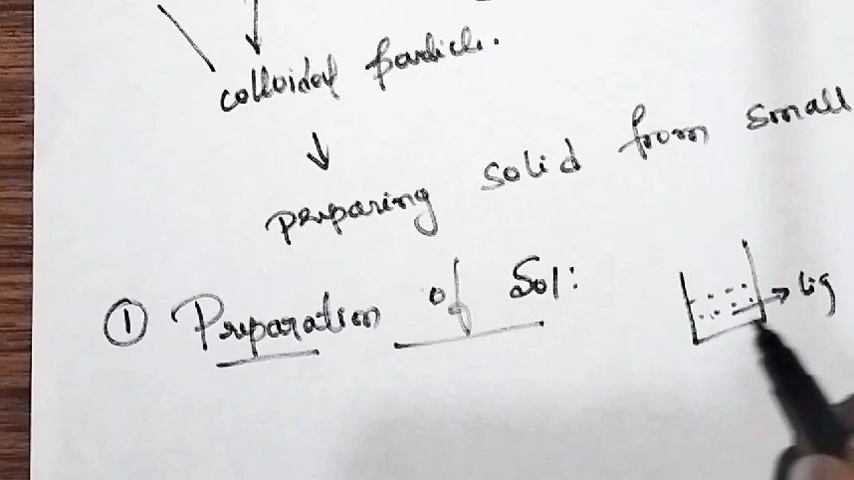 colloidal particle.
preparing solid from small
① Preparation of Sol:
liq